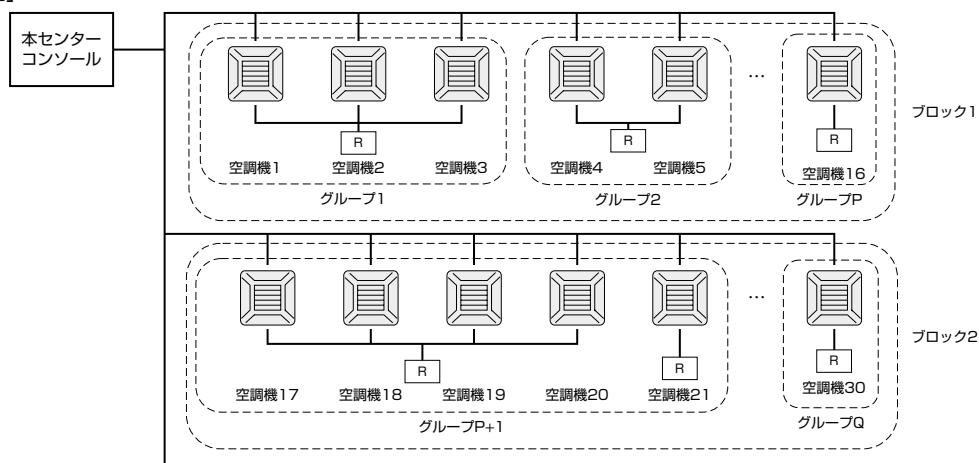 本センター
コンソール
R
R
R
…
空調機1
空調機2
空調機3
空調機4
空調機5
空調機16
グループ1
グループ2
グループP
ブロック1
…
R
R
R
空調機17
空調機18
空調機19
空調機20
空調機21
空調機30
グループP+1
グループQ
ブロック2